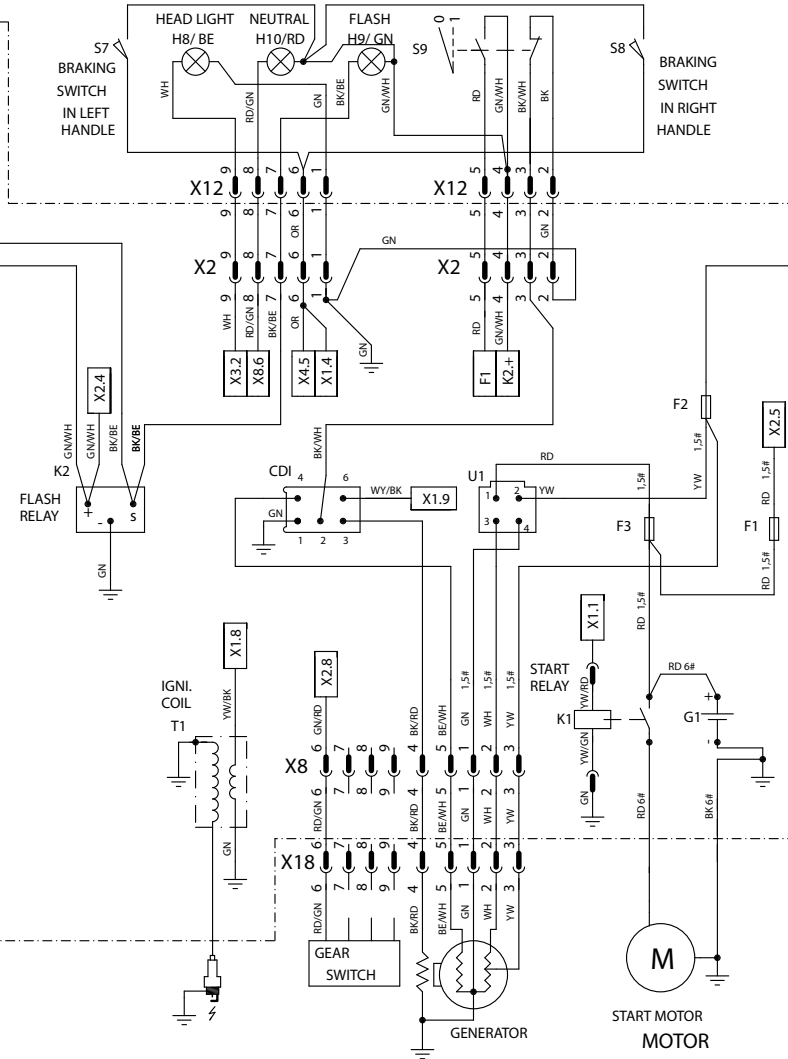 HEAD LIGHT
H8/ BE
NEUTRAL
H10/RD
FLASH
H9/ GN
S7
BRAKING
SWITCH
IN LEFT
HANDLE
S9
0
1
S8
BRAKING
SWITCH
IN RIGHT
HANDLE
WH
RD/GN
GN
BK/BE
GN/WH
RD
GN/WH
BK/WH
BK
9
8
7
6
1
5
4
3
2
X12
X12
9
8
7
6
1
5
4
3
2
OR
GN
GN
X2
X2
9
8
7
6
1
5
4
3
2
9
8
7
6
1
5
4
3
2
WH
RD/GN
BK/BE
OR
GN
RD
GN/WH
X3.2
X8.6
X4.5
X1.4
F1
K2.+
X2.4
GN/WH
GN/WH
BK/BE
BK/BE
K2
FLASH
RELAY
+
-
S
GN
BK/WH
CDI
4
6
GN
1
2
3
WY/BK
X1.9
U1
1
2
3
4
RD
YW
1,5#
1,5#
YW
F2
X2.5
1,5#
RD
F3
F1
1,5#
RD
1,5#
RD
X1.8
YW/BK
IGNI.
COIL
T1
GN
X2.8
GN/RD
BK/RD
BE/WH
1,5#
GN
1,5#
WH
1,5#
YW
X1.1
START
RELAY
YW/RD
K1
YW/GN
GN
RD 6#
+
G1
-
RD 6#
BK 6#
X8
6
7
8
9
4
5
1
2
3
6
7
8
9
4
5
1
2
3
RD/GN
BK/RD
BE/WH
GN
WH
YW
X18
6
7
8
9
4
5
1
2
3
6
7
8
9
4
5
1
2
3
RD/GN
BK/RD
BE/WH
GN
WH
YW
GEAR
SWITCH
GENERATOR
M
START MOTOR
MOTOR